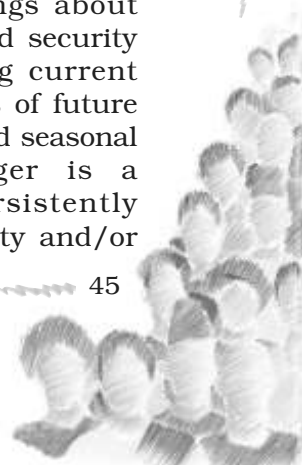 ngs about
d security
g current
of future
d seasonal
ger is a
rsistently
ty and/or
45